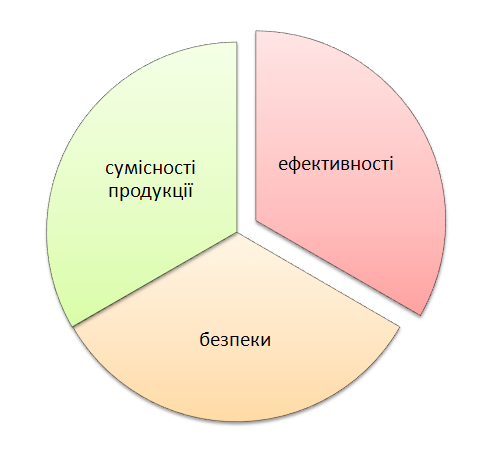 сумісності
продукції
ефективності
безпеки